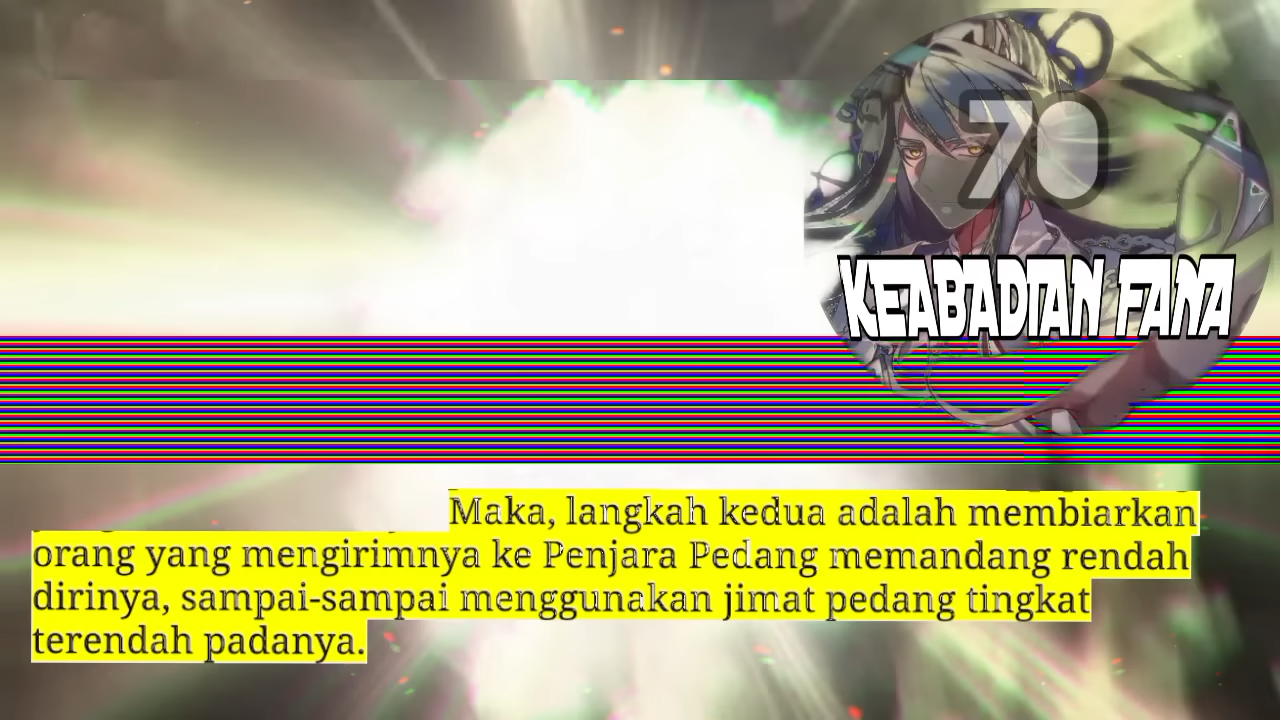 70
KEABADIAN FANA
Maka, langkah kedua adalah membiarkan
orang yang mengirimnya ke Penjara Pedang memandang rendah
dirinya, sampai-sampai menggunakan jimat pedang tingkat
terendah padanya.